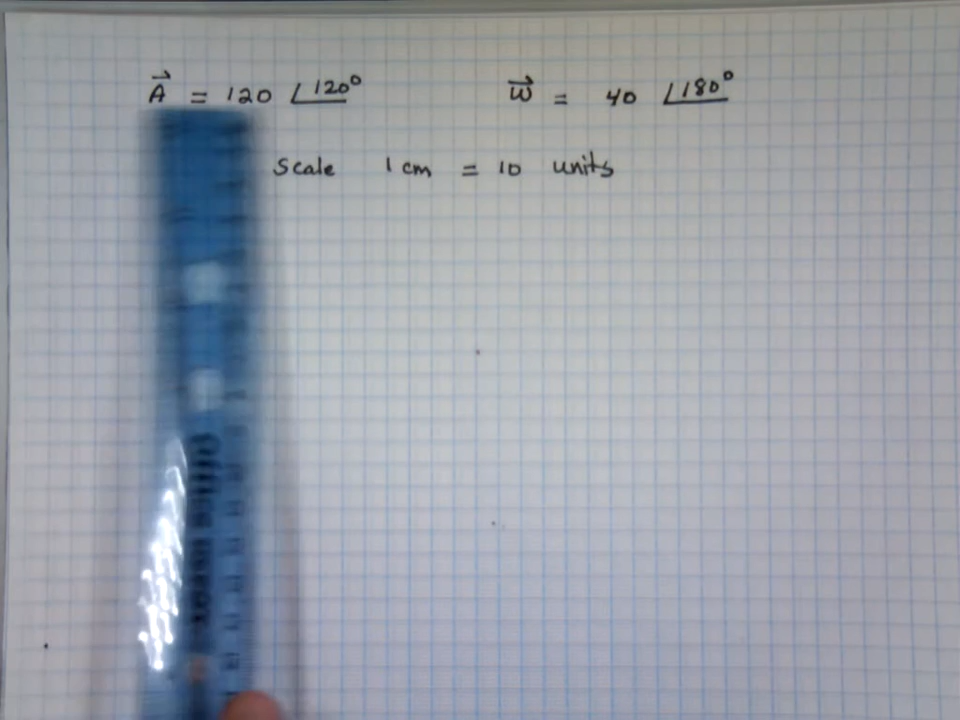 A⃗ = 120 ∠120° w⃗ = 40 ∠180°
Scale 1 cm = 10 units